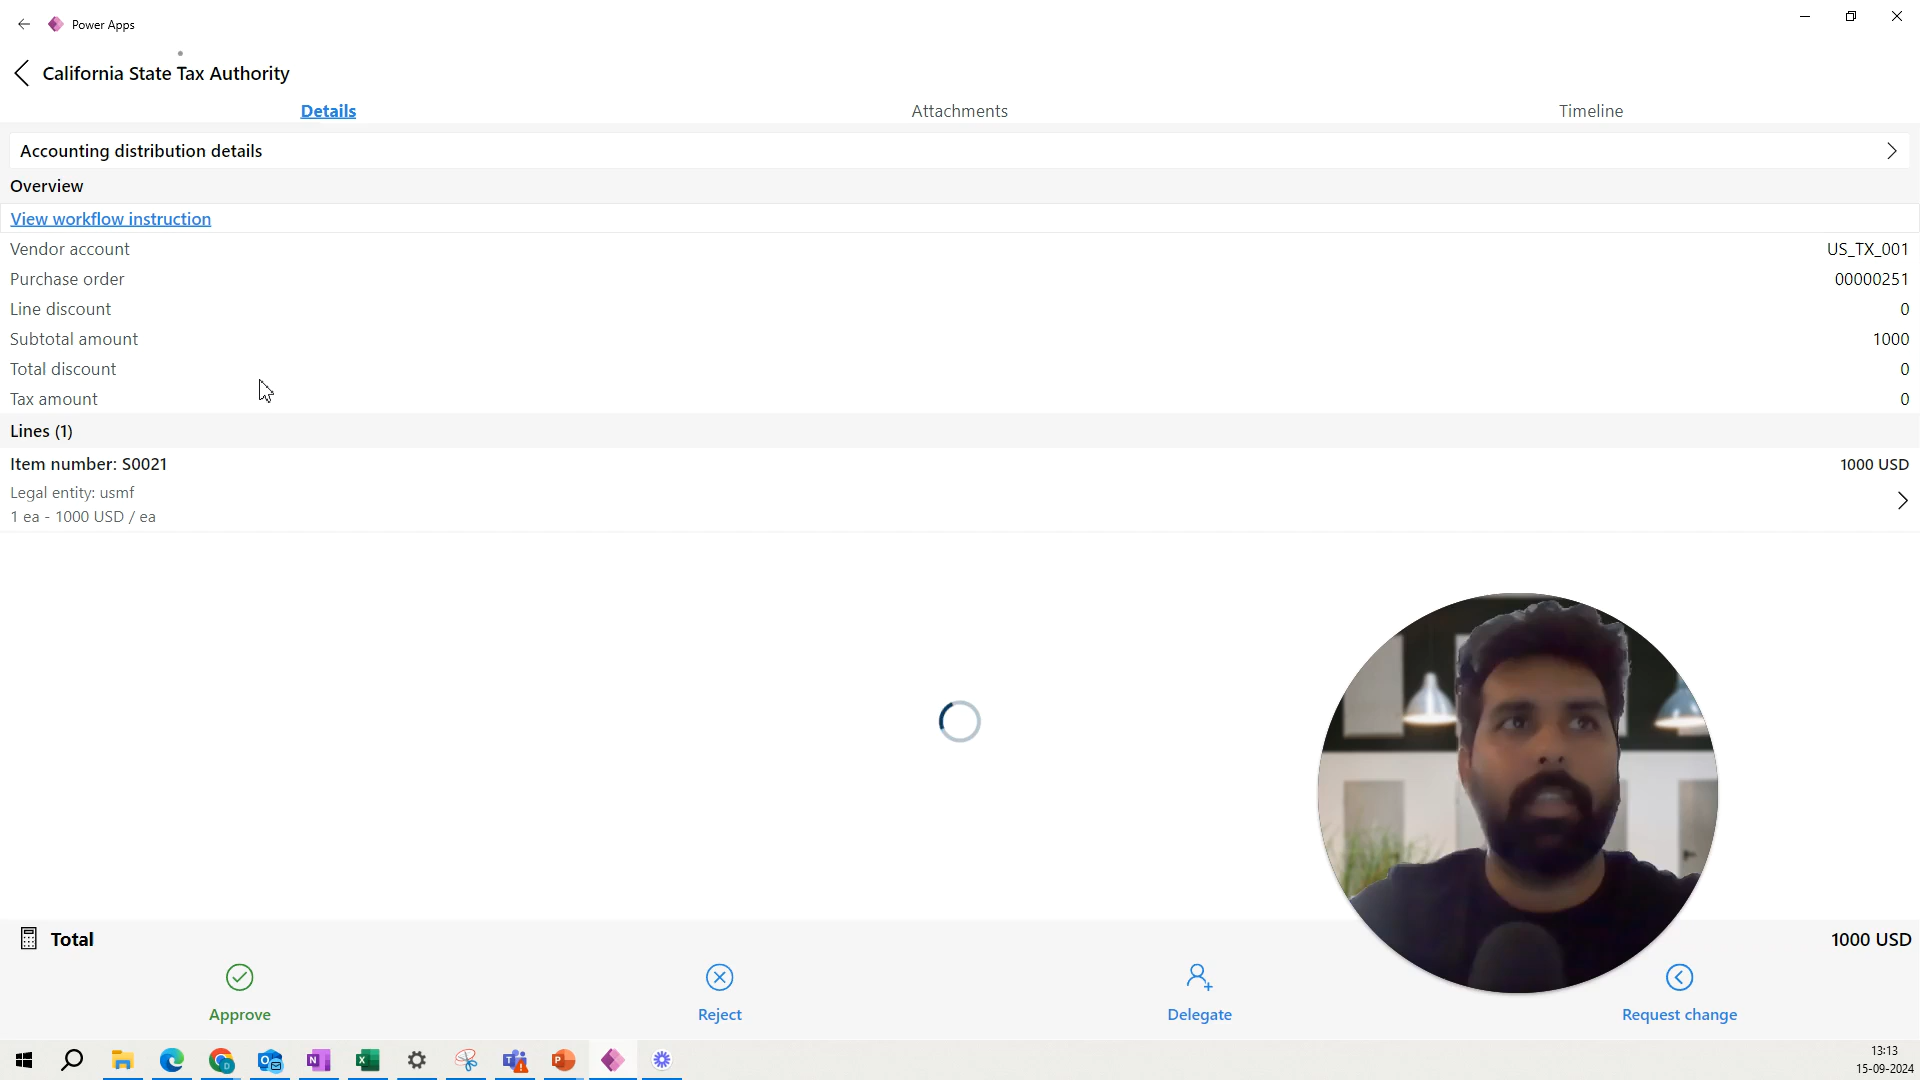 Power Apps
California State Tax Authority
Details Attachments Timeline
Accounting distribution details
Overview
View workflow instruction
Vendor account US_TX_001
Purchase order 00000251
Line discount 0
Subtotal amount 1000
Total discount 0
Tax amount 0
Lines (1)
Item number: S0021 1000 USD
Legal entity: usmf
1 ea - 1000 USD / ea
Total 1000 USD
Approve Reject Delegate Request change
13:13
15-09-2024